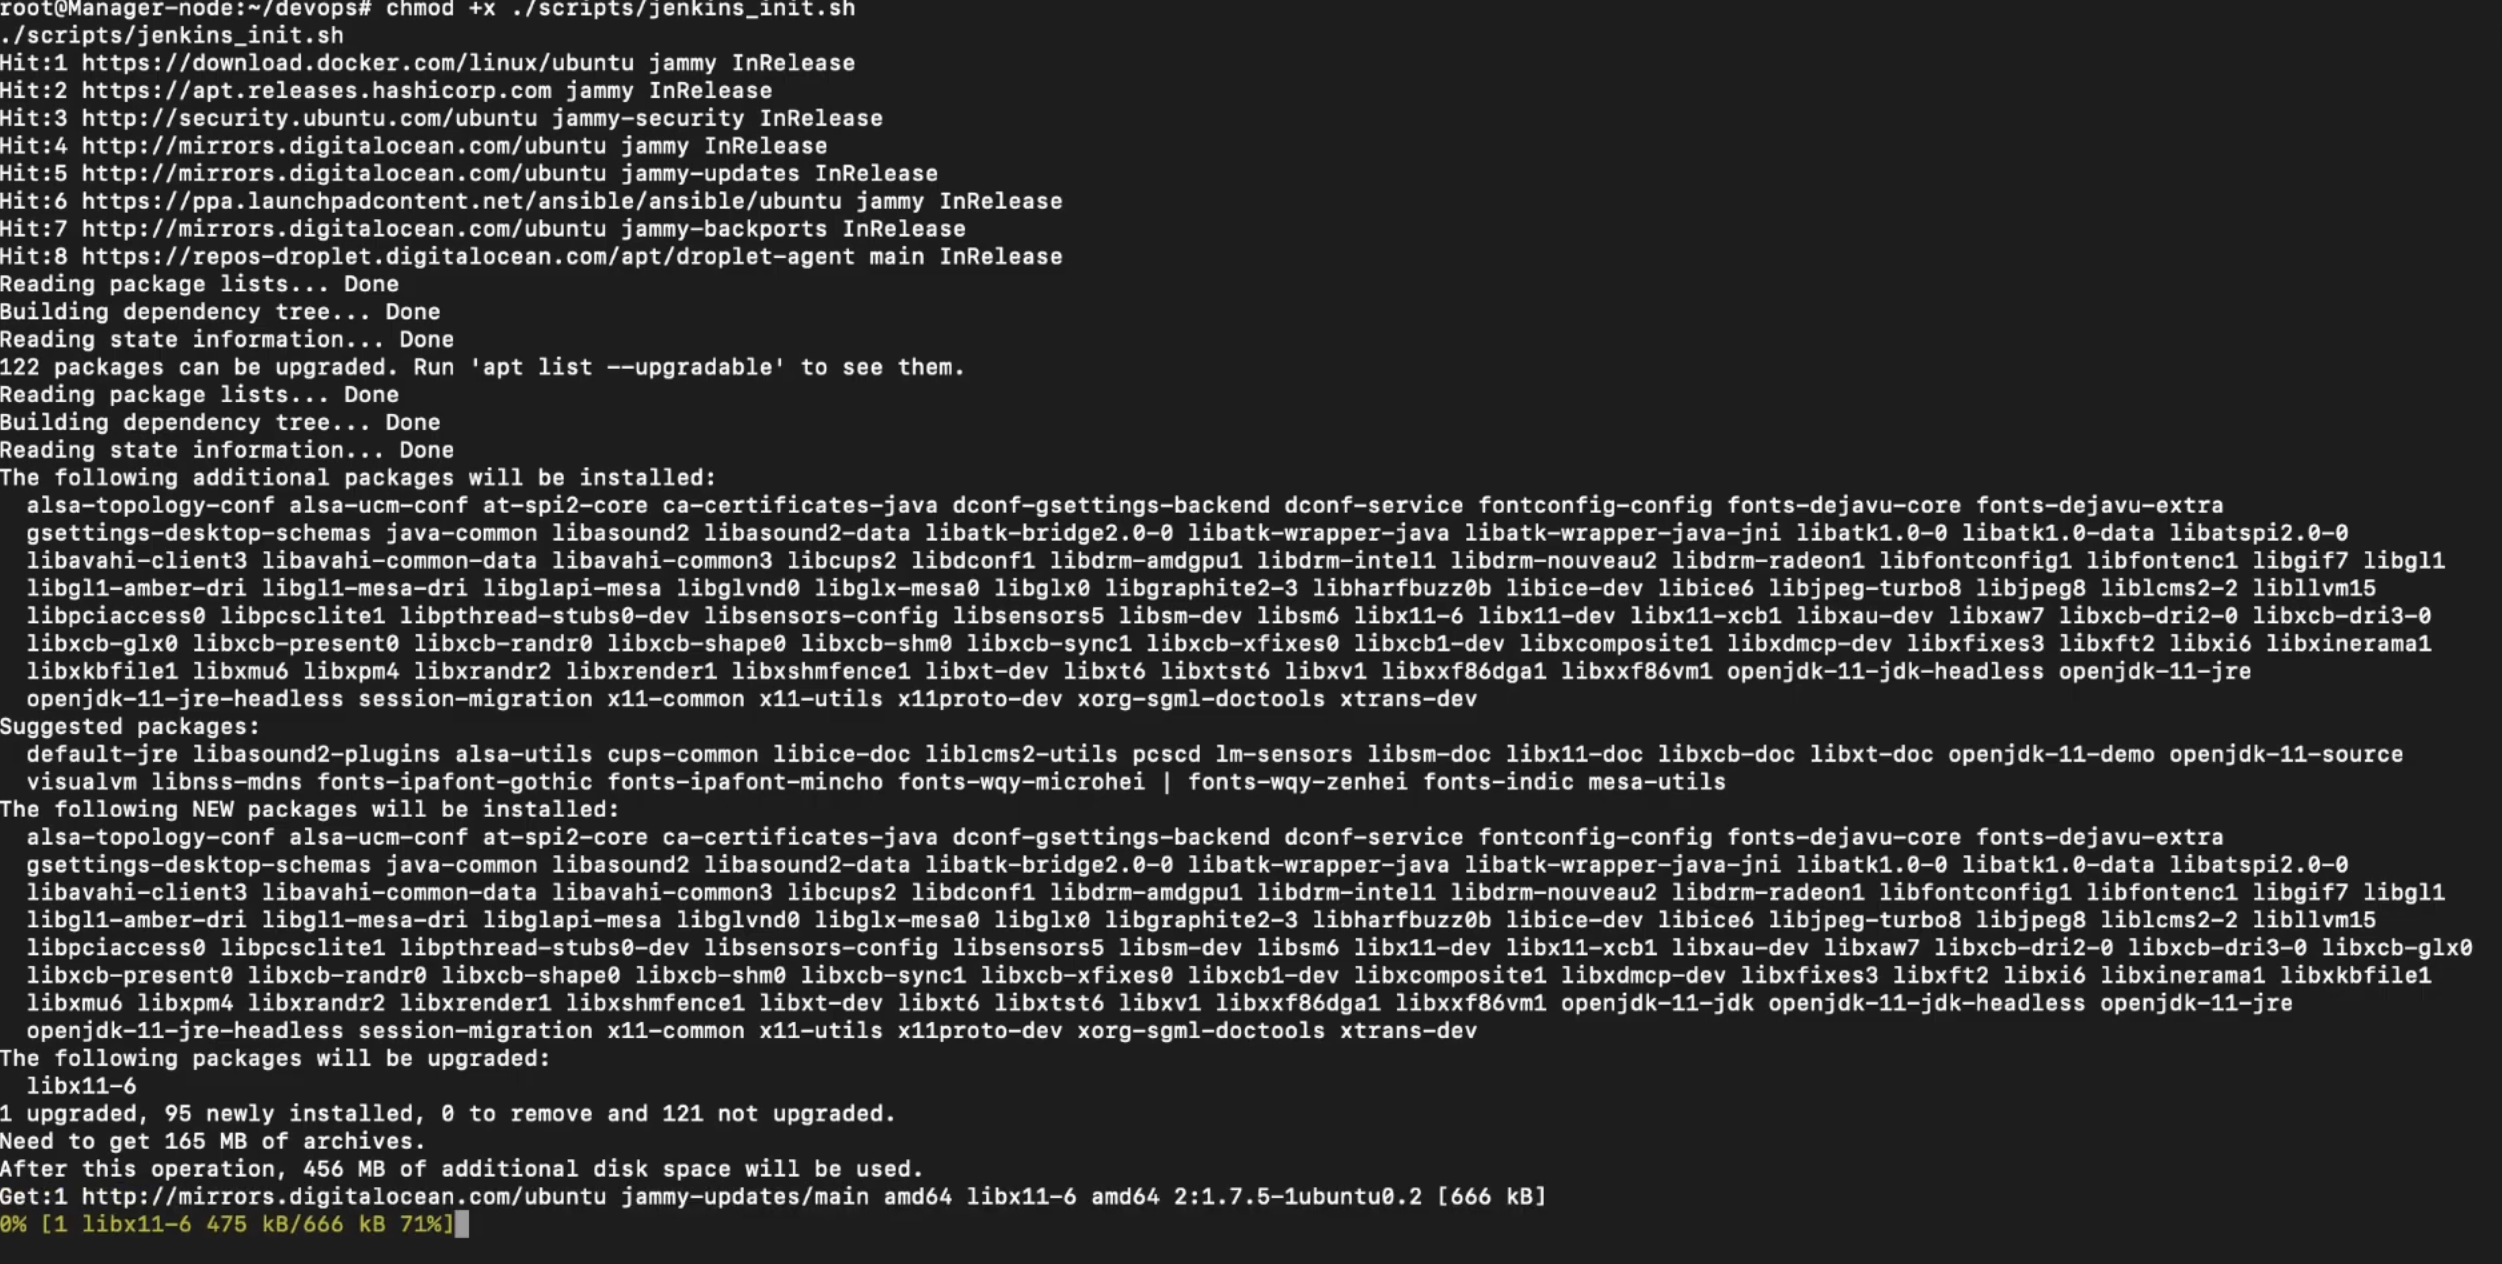 root@Manager-node:~/devops# chmod +x ./scripts/jenkins_init.sh
./scripts/jenkins_init.sh
Hit:1 https://download.docker.com/linux/ubuntu jammy InRelease
Hit:2 https://apt.releases.hashicorp.com jammy InRelease
Hit:3 http://security.ubuntu.com/ubuntu jammy-security InRelease
Hit:4 http://mirrors.digitalocean.com/ubuntu jammy InRelease
Hit:5 http://mirrors.digitalocean.com/ubuntu jammy-updates InRelease
Hit:6 https://ppa.launchpadcontent.net/ansible/ansible/ubuntu jammy InRelease
Hit:7 http://mirrors.digitalocean.com/ubuntu jammy-backports InRelease
Hit:8 https://repos-droplet.digitalocean.com/apt/droplet-agent main InRelease
Reading package lists... Done
Building dependency tree... Done
Reading state information... Done
122 packages can be upgraded. Run 'apt list --upgradable' to see them.
Reading package lists... Done
Building dependency tree... Done
Reading state information... Done
The following additional packages will be installed:
  alsa-topology-conf alsa-ucm-conf at-spi2-core ca-certificates-java dconf-gsettings-backend dconf-service fontconfig-config fonts-dejavu-core fonts-dejavu-extra
  gsettings-desktop-schemas java-common libasound2 libasound2-data libatk-bridge2.0-0 libatk-wrapper-java libatk-wrapper-java-jni libatk1.0-0 libatk1.0-data libatspi2.0-0
  libavahi-client3 libavahi-common-data libavahi-common3 libcups2 libdconf1 libdrm-amdgpu1 libdrm-intel1 libdrm-nouveau2 libdrm-radeon1 libfontconfig1 libfontenc1 libgif7 libgl1
  libgl1-amber-dri libgl1-mesa-dri libglapi-mesa libglvnd0 libglx-mesa0 libglx0 libgraphite2-3 libharfbuzz0b libice-dev libice6 libjpeg-turbo8 libjpeg8 liblcms2-2 libllvm15
  libpciaccess0 libpcsclite1 libpthread-stubs0-dev libsensors-config libsensors5 libsm-dev libsm6 libx11-6 libx11-dev libx11-xcb1 libxau-dev libxaw7 libxcb-dri2-0 libxcb-dri3-0
  libxcb-glx0 libxcb-present0 libxcb-randr0 libxcb-shape0 libxcb-shm0 libxcb-sync1 libxcb-xfixes0 libxcb1-dev libxcomposite1 libxdmcp-dev libxfixes3 libxft2 libxi6 libxinerama1
  libxkbfile1 libxmu6 libxpm4 libxrandr2 libxrender1 libxshmfence1 libxt-dev libxt6 libxtst6 libxv1 libxxf86dga1 libxxf86vm1 openjdk-11-jdk-headless openjdk-11-jre
  openjdk-11-jre-headless session-migration x11-common x11-utils x11proto-dev xorg-sgml-doctools xtrans-dev
Suggested packages:
  default-jre libasound2-plugins alsa-utils cups-common libice-doc liblcms2-utils pcscd lm-sensors libsm-doc libx11-doc libxcb-doc libxt-doc openjdk-11-demo openjdk-11-source
  visualvm libnss-mdns fonts-ipafont-gothic fonts-ipafont-mincho fonts-wqy-microhei | fonts-wqy-zenhei fonts-indic mesa-utils
The following NEW packages will be installed:
  alsa-topology-conf alsa-ucm-conf at-spi2-core ca-certificates-java dconf-gsettings-backend dconf-service fontconfig-config fonts-dejavu-core fonts-dejavu-extra
  gsettings-desktop-schemas java-common libasound2 libasound2-data libatk-bridge2.0-0 libatk-wrapper-java libatk-wrapper-java-jni libatk1.0-0 libatk1.0-data libatspi2.0-0
  libavahi-client3 libavahi-common-data libavahi-common3 libcups2 libdconf1 libdrm-amdgpu1 libdrm-intel1 libdrm-nouveau2 libdrm-radeon1 libfontconfig1 libfontenc1 libgif7 libgl1
  libgl1-amber-dri libgl1-mesa-dri libglapi-mesa libglvnd0 libglx-mesa0 libglx0 libgraphite2-3 libharfbuzz0b libice-dev libice6 libjpeg-turbo8 libjpeg8 liblcms2-2 libllvm15
  libpciaccess0 libpcsclite1 libpthread-stubs0-dev libsensors-config libsensors5 libsm-dev libsm6 libx11-dev libx11-xcb1 libxau-dev libxaw7 libxcb-dri2-0 libxcb-dri3-0 libxcb-glx0
  libxcb-present0 libxcb-randr0 libxcb-shape0 libxcb-shm0 libxcb-sync1 libxcb-xfixes0 libxcb1-dev libxcomposite1 libxdmcp-dev libxfixes3 libxft2 libxi6 libxinerama1 libxkbfile1
  libxmu6 libxpm4 libxrandr2 libxrender1 libxshmfence1 libxt-dev libxt6 libxtst6 libxv1 libxxf86dga1 libxxf86vm1 openjdk-11-jdk openjdk-11-jdk-headless openjdk-11-jre
  openjdk-11-jre-headless session-migration x11-common x11-utils x11proto-dev xorg-sgml-doctools xtrans-dev
The following packages will be upgraded:
  libx11-6
1 upgraded, 95 newly installed, 0 to remove and 121 not upgraded.
Need to get 165 MB of archives.
After this operation, 456 MB of additional disk space will be used.
Get:1 http://mirrors.digitalocean.com/ubuntu jammy-updates/main amd64 libx11-6 amd64 2:1.7.5-1ubuntu0.2 [666 kB]
0% [1 libx11-6 475 kB/666 kB 71%]